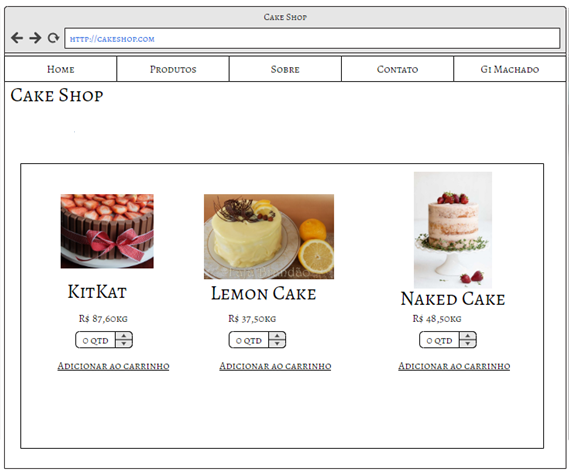 Cake Shop
http://cakeshop.com
Home Produtos Sobre Contato Gi Machado
Cake Shop
KitKat Lemon Cake Naked Cake
R$ 87,60kg R$ 37,50kg R$ 48,50kg
0 qtd 0 qtd 0 qtd
Adicionar ao carrinho Adicionar ao carrinho Adicionar ao carrinho